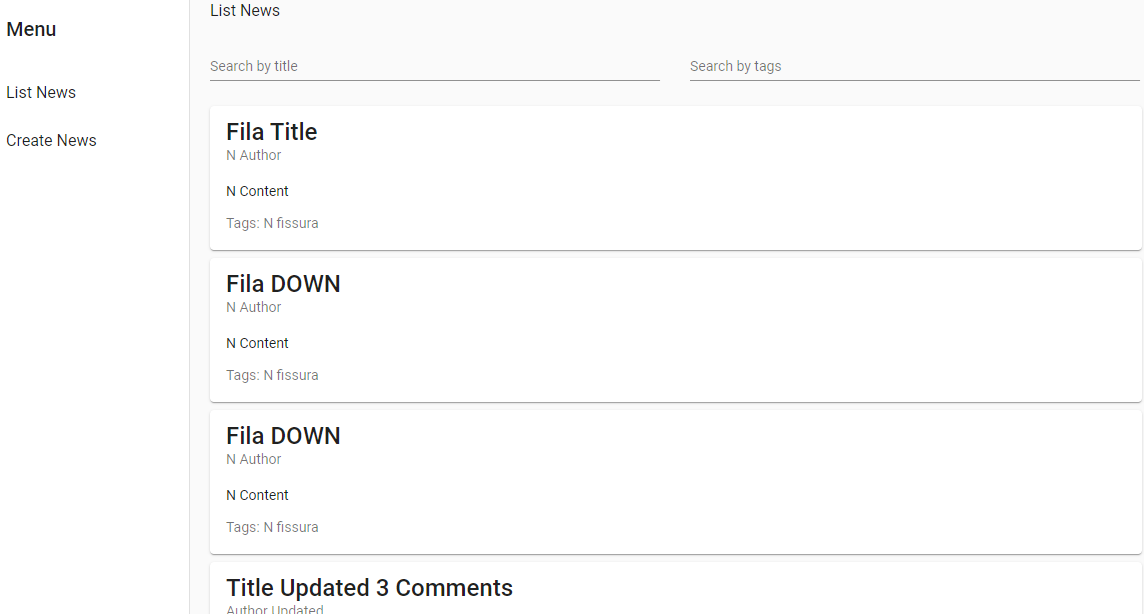 Menu
List News
Create News
List News
Search by title
Search by tags
Fila Title
N Author
N Content
Tags: N fissura
Fila DOWN
N Author
N Content
Tags: N fissura
Fila DOWN
N Author
N Content
Tags: N fissura
Title Updated 3 Comments
Author Updated